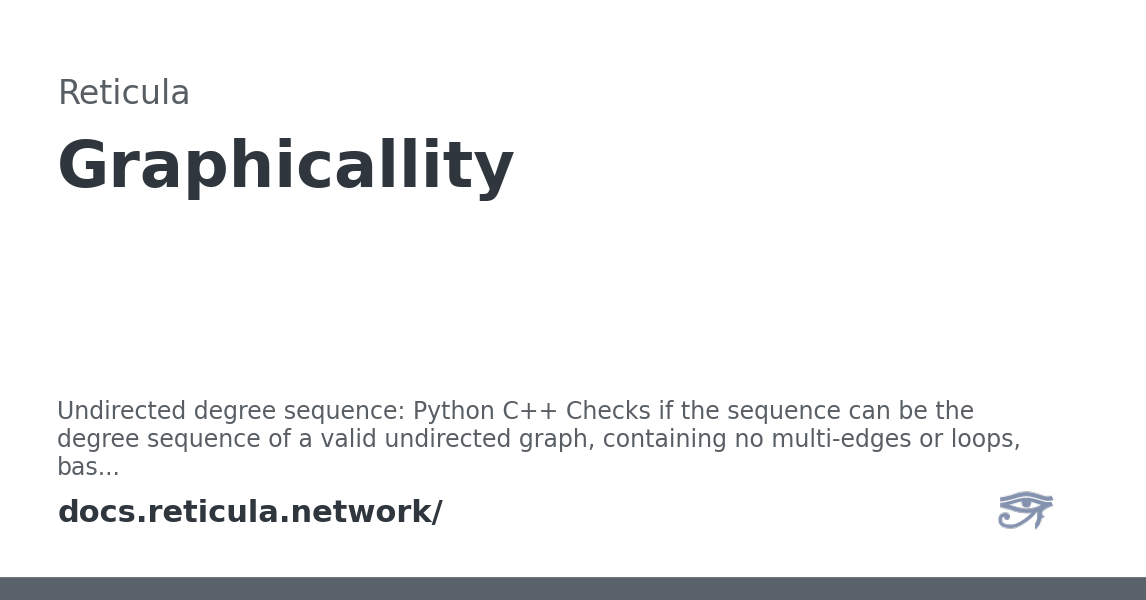 Reticula
Graphicallity
Undirected degree sequence: Python C++ Checks if the sequence can be the
degree sequence of a valid undirected graph, containing no multi-edges or loops,
bas...
docs.reticula.network/